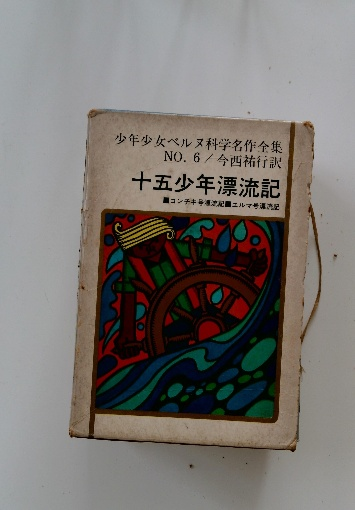 少年少女ベルヌ科学名作全集
NO. 6 / 今西祐行訳
十五少年漂流記
■コンチキ号漂流記■エルマ号漂流記